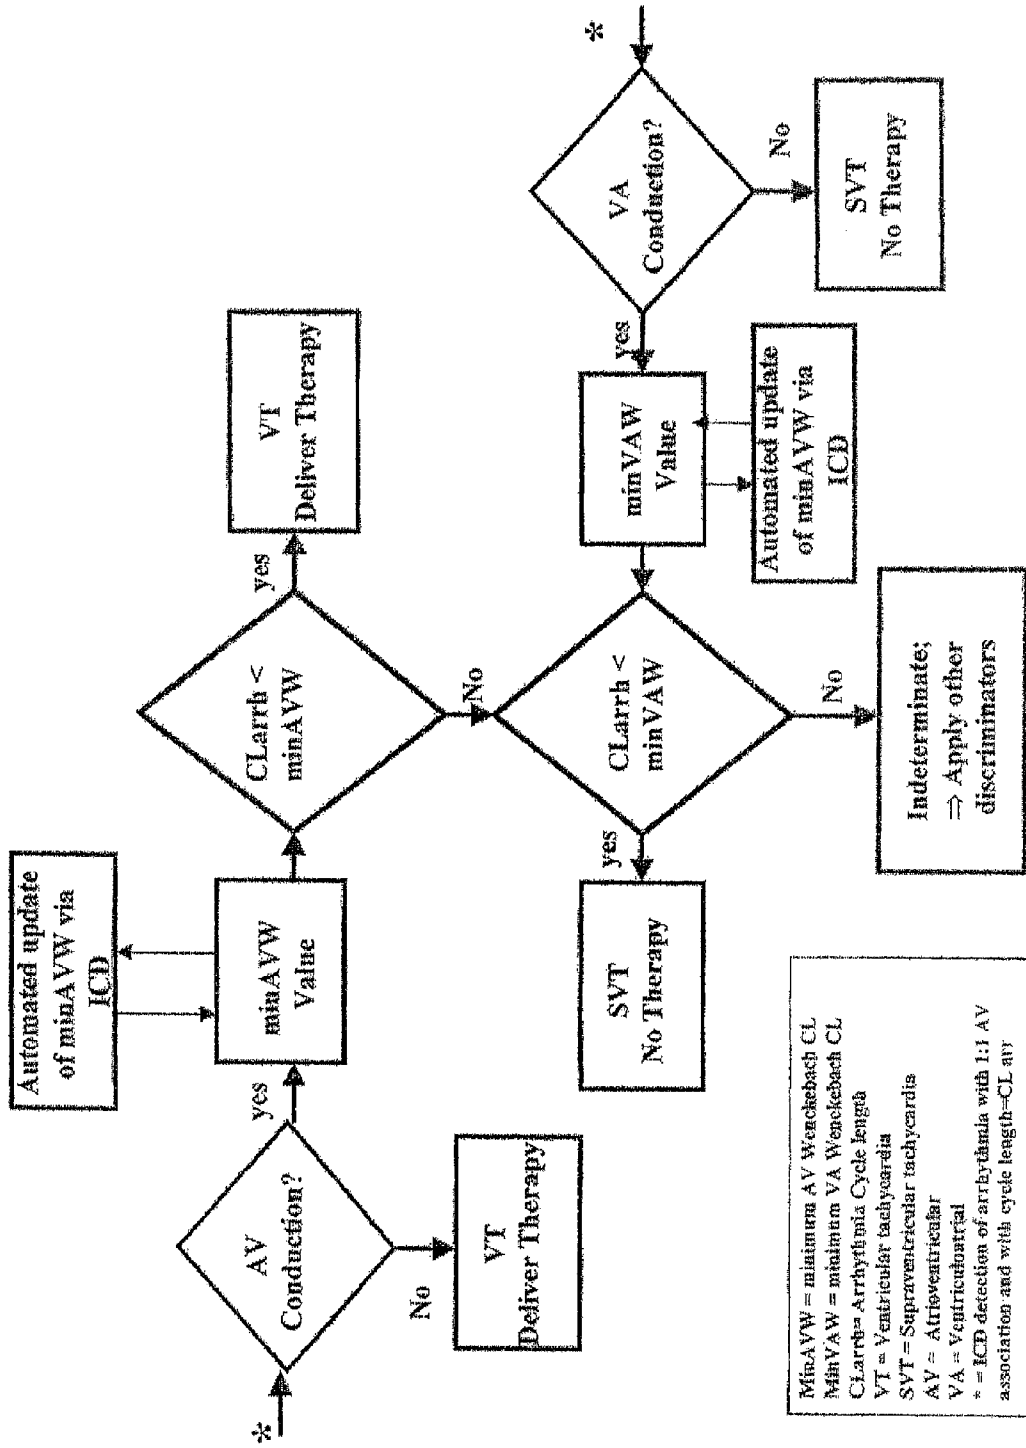 *
AV
Conduction?
No
VT
Deliver Therapy
yes
Automated update
of minAVW via
ICD
minAVW
Value
CLarrh <
minAVW
yes
VT
Deliver Therapy
No
CLarrh <
minVAW
yes
SVT
No Therapy
No
Indeterminate;
⇒ Apply other
discriminators
minVAW
Value
Automated update
of minAVW via
ICD
yes
VA
Conduction?
*
No
SVT
No Therapy
MinAVW = minimum AV Wenckebach CL
MinVAW = minimum VA Wenckebach CL
CLarrh= Arrhythmia Cycle length
VT = Ventricular tachycardia
SVT = Supraventricular tachycardia
AV = Atrioventricular
VA = Ventriculoatrial
* = ICD detection of arrhythmia with 1:1 AV
association and with cycle length=CL arr